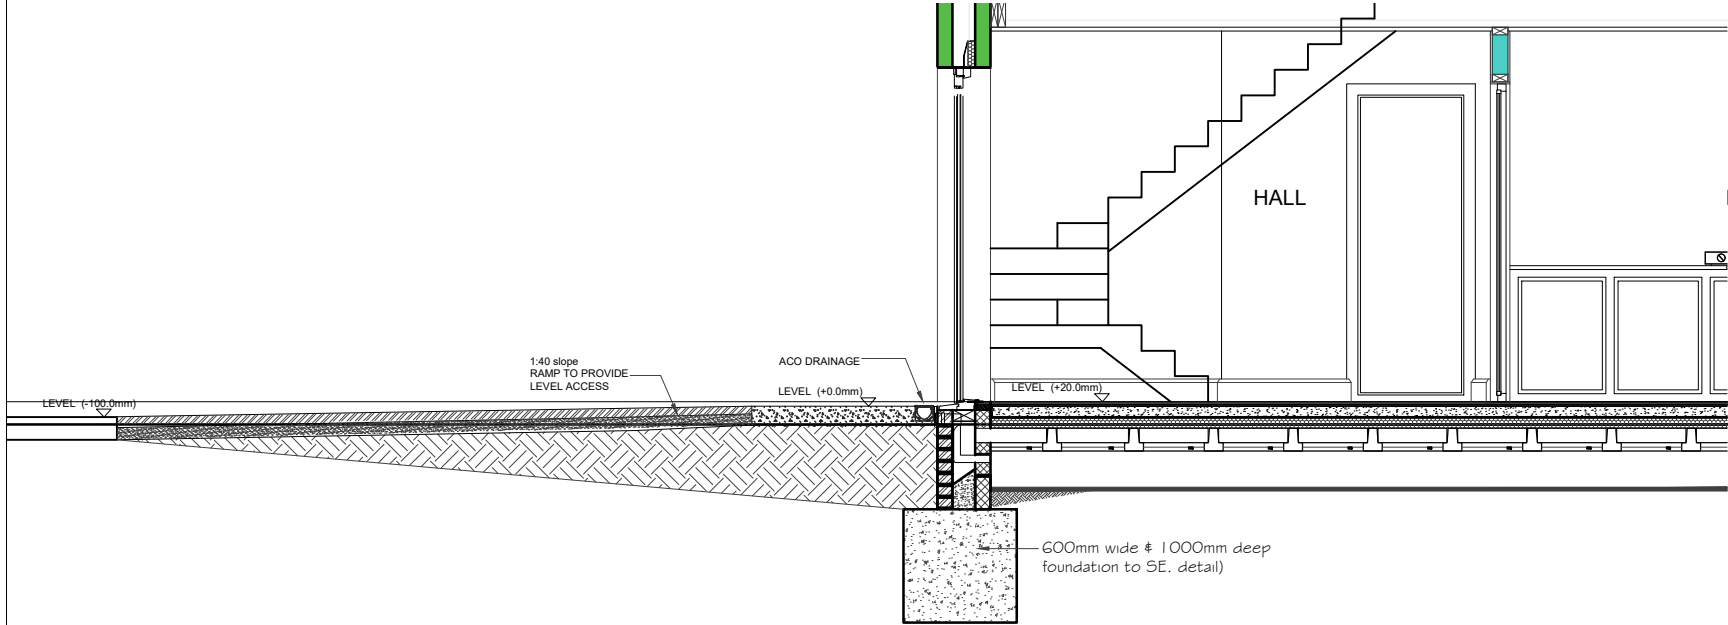 HALL
1:40 slope
RAMP TO PROVIDE
LEVEL ACCESS
ACO DRAINAGE
LEVEL (+0.0mm)
LEVEL (+20.0mm)
LEVEL (-100.0mm)
600mm wide & 1000mm deep
foundation to SE. detail)